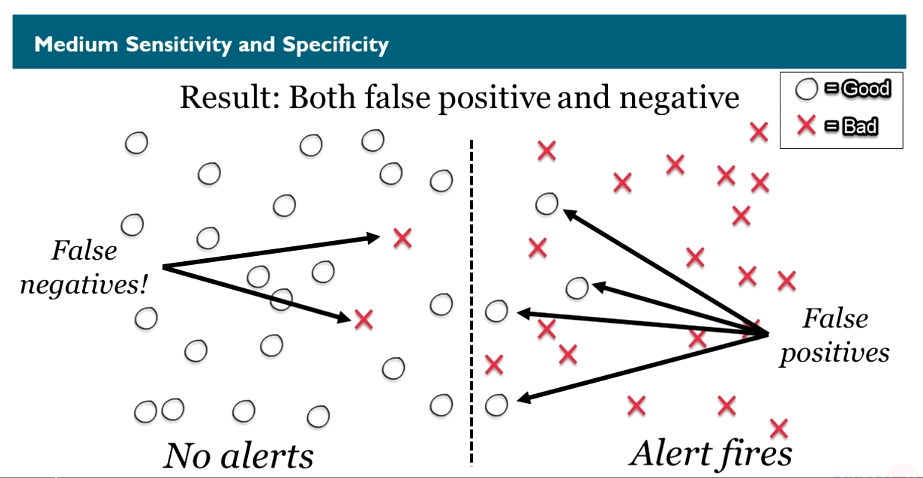 Medium Sensitivity and Specificity
Result: Both false positive and negative
= Good
= Bad
False
negatives!
False
positives
No alerts
Alert fires